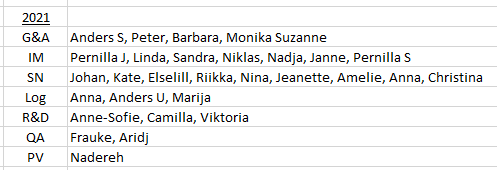 2021
G&A Anders S, Peter, Barbara, Monika Suzanne
IM Pernilla J, Linda, Sandra, Niklas, Nadja, Janne, Pernilla S
SN Johan, Kate, Elselill, Riikka, Nina, Jeanette, Amelie, Anna, Christina
Log Anna, Anders U, Marija
R&D Anne-Sofie, Camilla, Viktoria
QA Frauke, Aridj
PV Nadereh